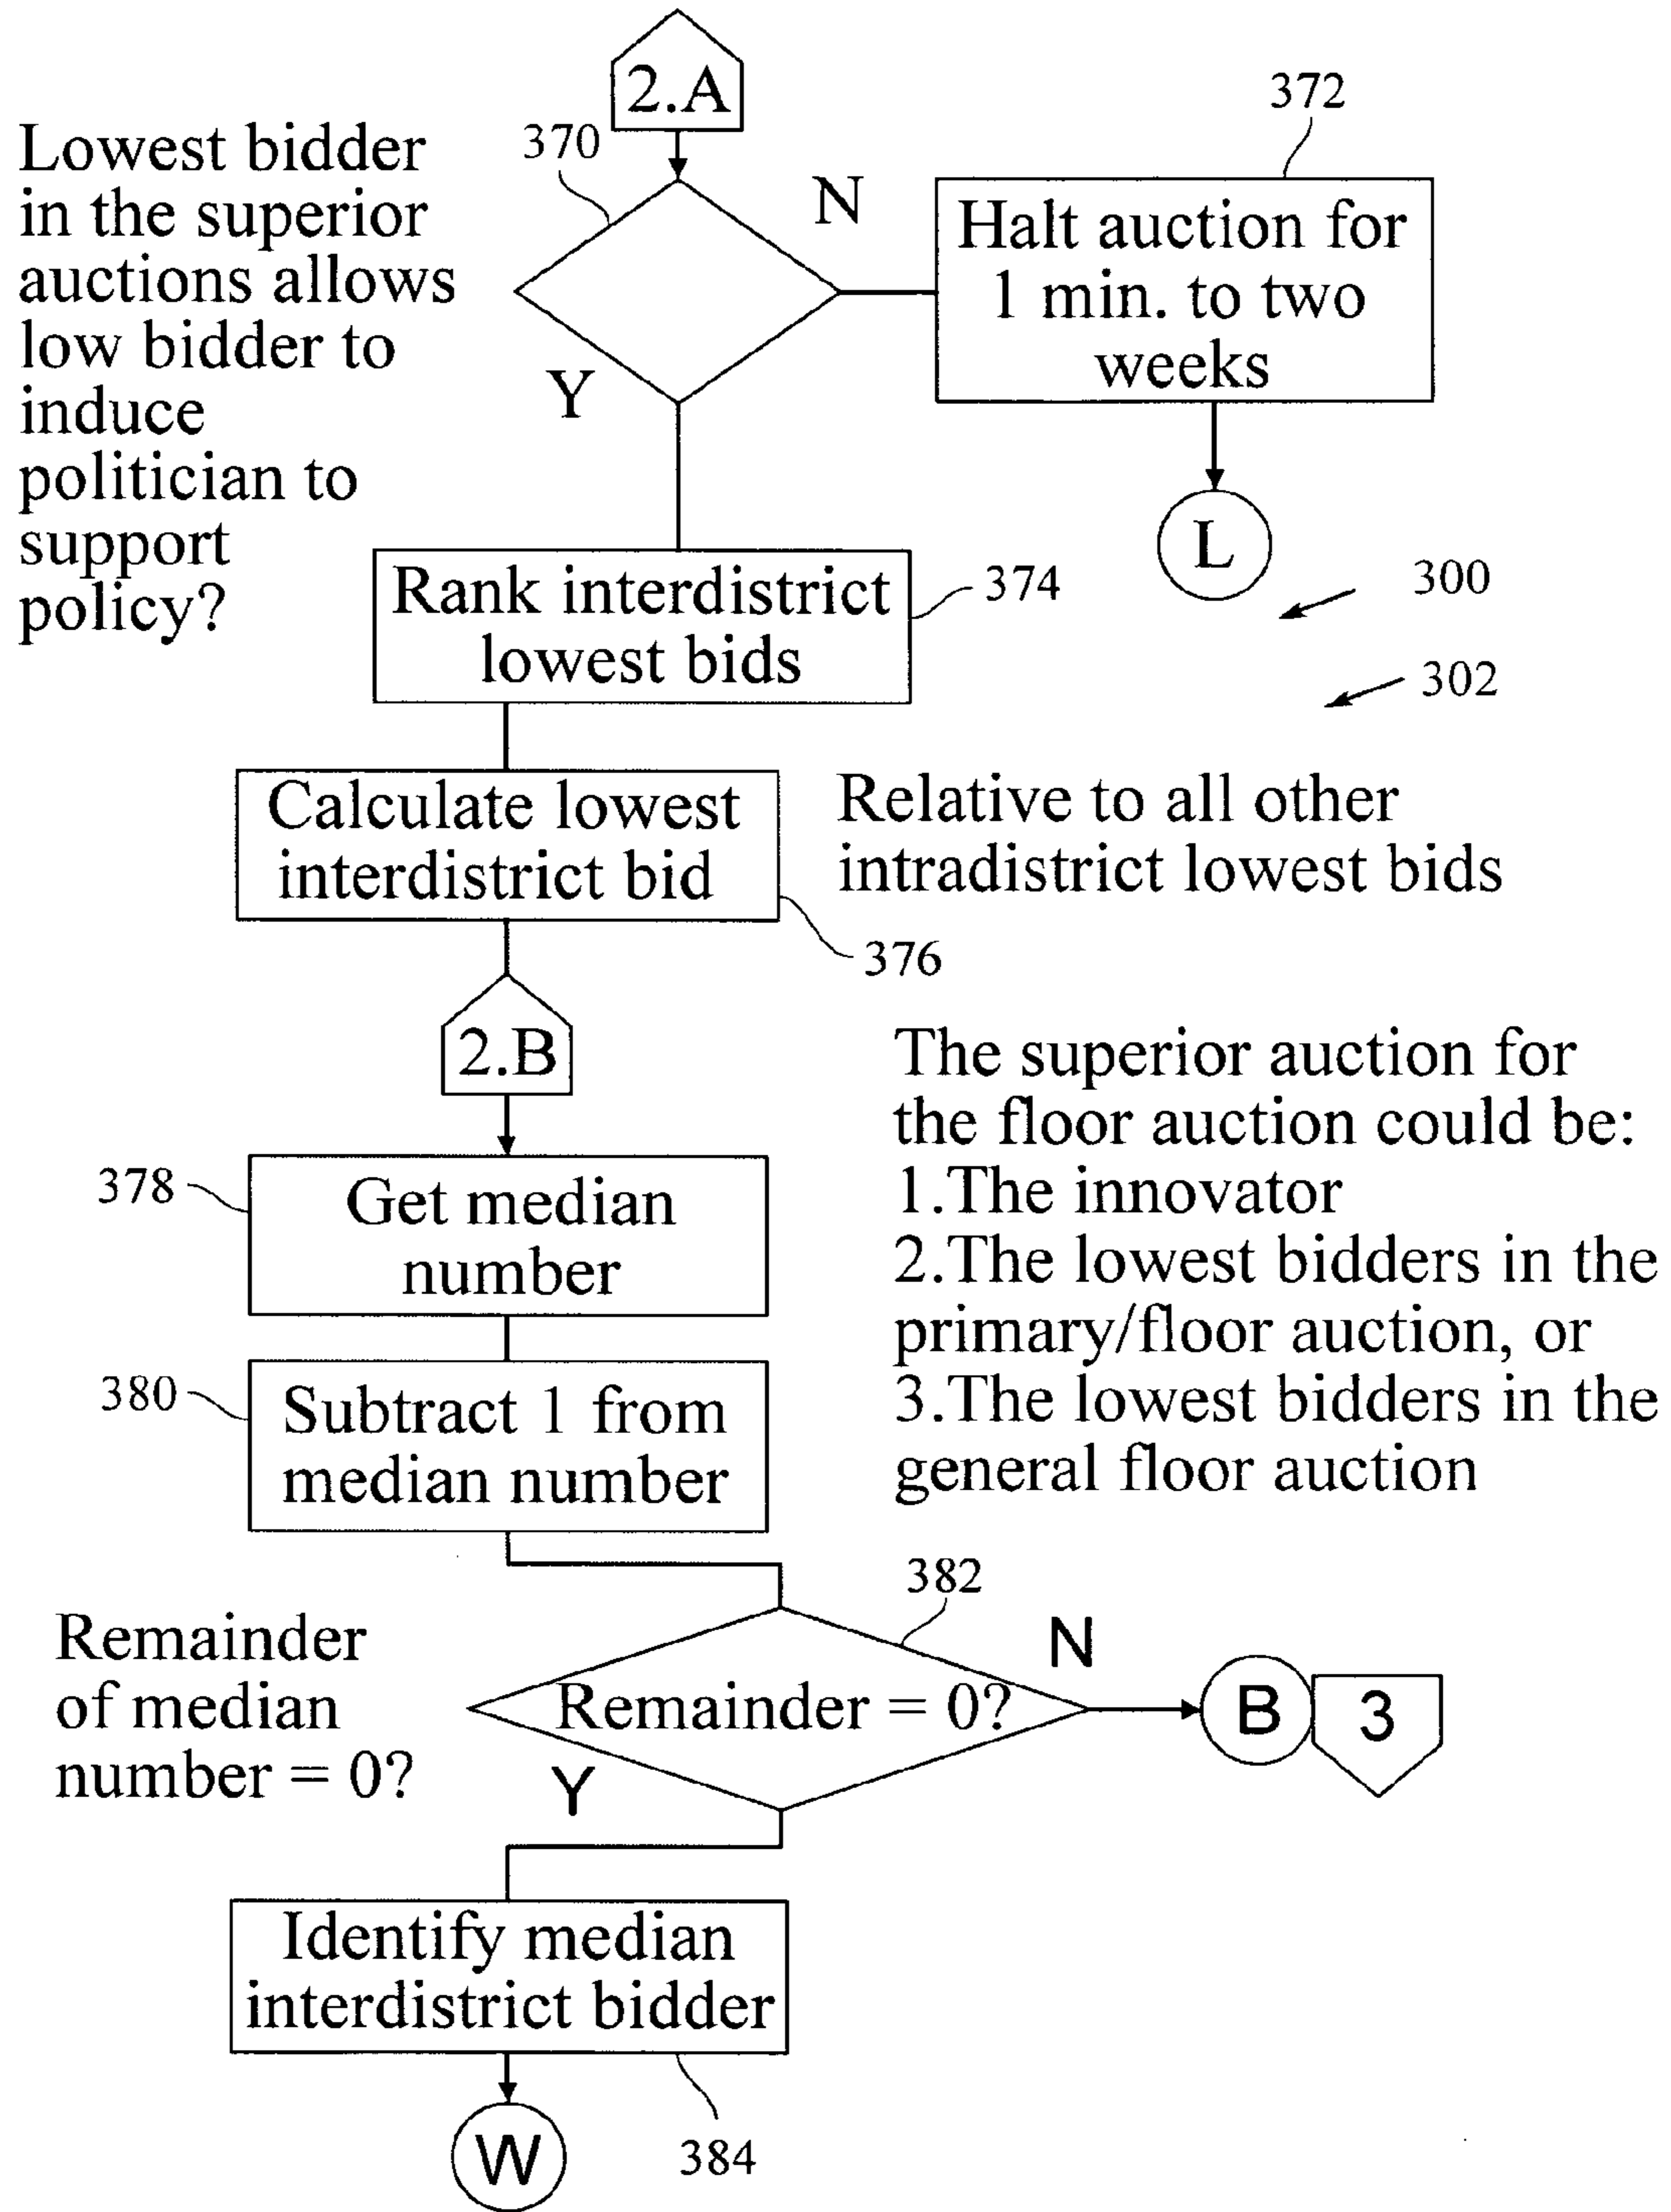 2.A
372
370
Lowest bidder
in the superior
auctions allows
low bidder to
induce
politician to
support
policy?
N
Y
Halt auction for
1 min. to two
weeks
L
300
302
Rank interdistrict
lowest bids
374
Calculate lowest
interdistrict bid
Relative to all other
intradistrict lowest bids
376
2.B
The superior auction for
the floor auction could be:
1.The innovator
2.The lowest bidders in the
primary/floor auction, or
3.The lowest bidders in the
general floor auction
378
Get median
number
380
Subtract 1 from
median number
382
Remainder
of median
number = 0?
Remainder = 0?
N
B
3
Y
Identify median
interdistrict bidder
W
384